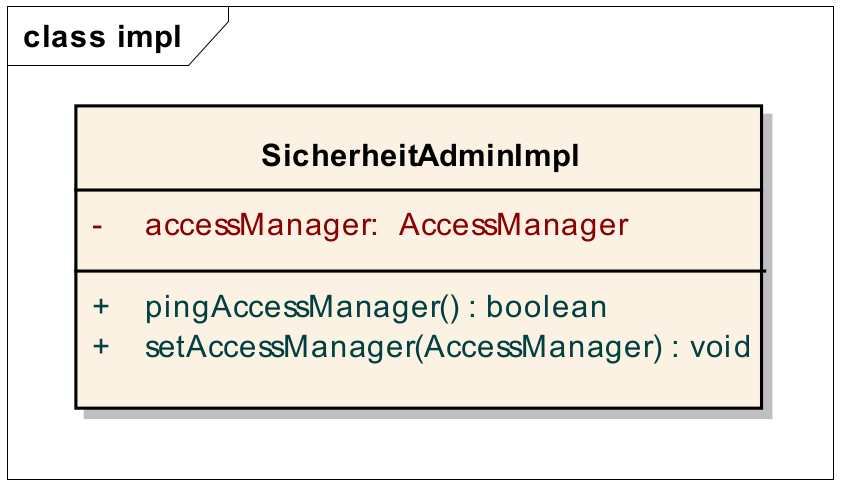 class impl
SicherheitAdminImpl
- accessManager: AccessManager
+ pingAccessManager() : boolean
+ setAccessManager(AccessManager) : void